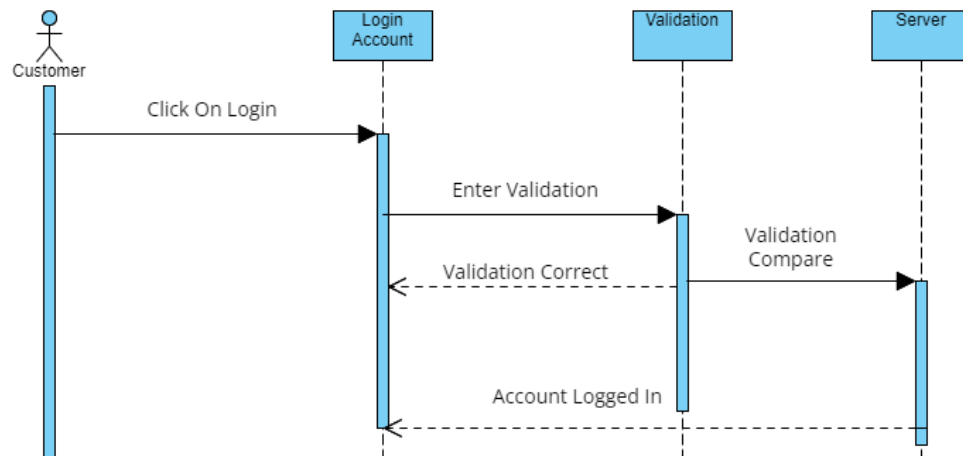 Login
Account
Validation
Server
Customer
Click On Login
Enter Validation
Validation
Compare
Validation Correct
Account Logged In